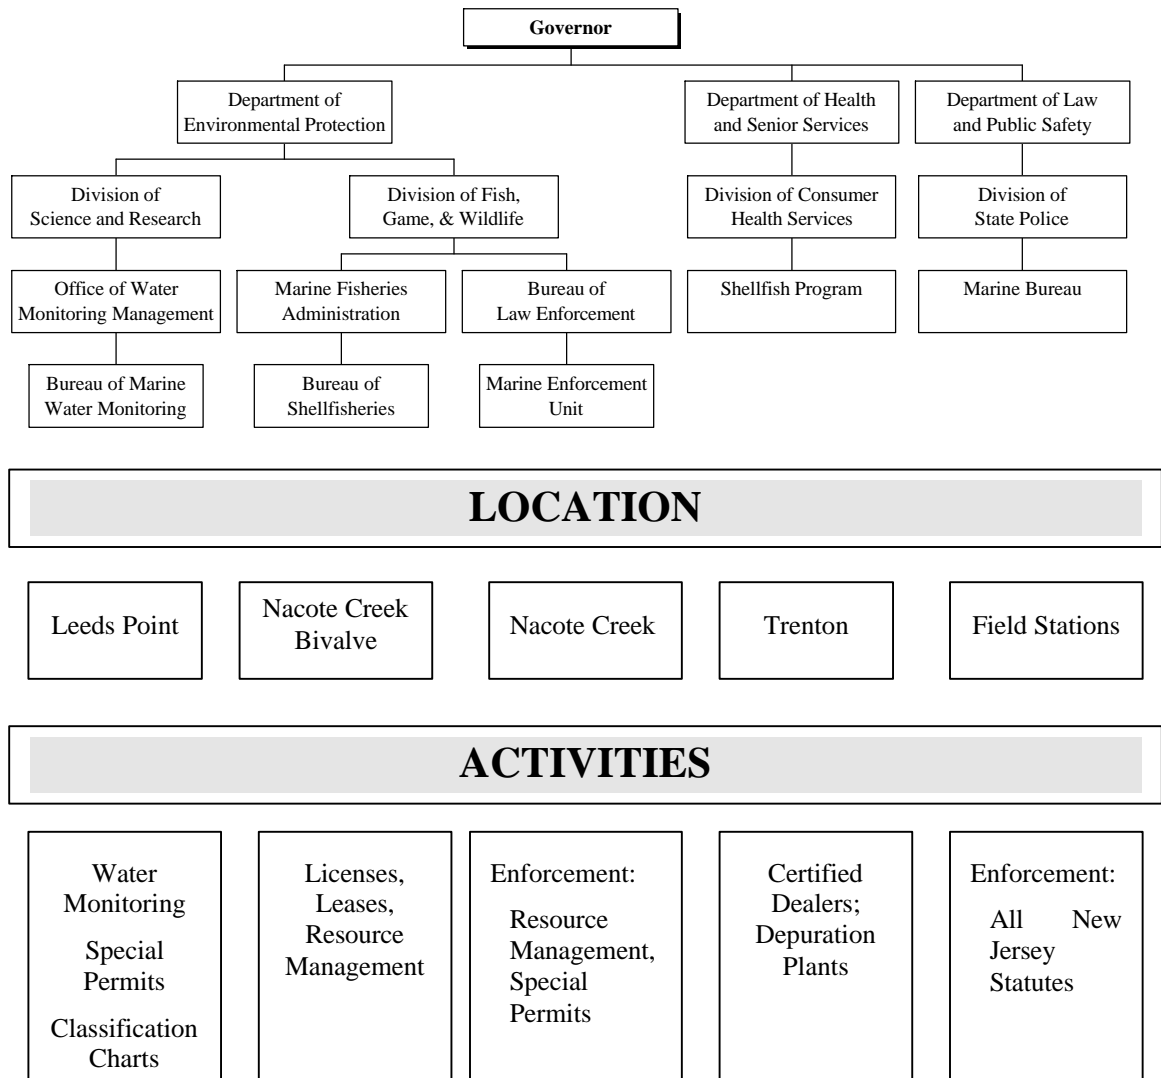 Governor
Department of
Environmental Protection
Department of Health
and Senior Services
Department of Law
and Public Safety
Division of
Science and Research
Division of Fish,
Game, & Wildlife
Division of Consumer
Health Services
Division of
State Police
Office of Water
Monitoring Management
Marine Fisheries
Administration
Bureau of
Law Enforcement
Shellfish Program
Marine Bureau
Bureau of Marine
Water Monitoring
Bureau of
Shellfisheries
Marine Enforcement
Unit
LOCATION
Leeds Point
Nacote Creek
Bivalve
Nacote Creek
Trenton
Field Stations
ACTIVITIES
Water
Monitoring
Special
Permits
Classification
Charts
Licenses,
Leases,
Resource
Management
Enforcement:
Resource
Management,
Special
Permits
Certified
Dealers;
Depuration
Plants
Enforcement:
All New
Jersey
Statutes